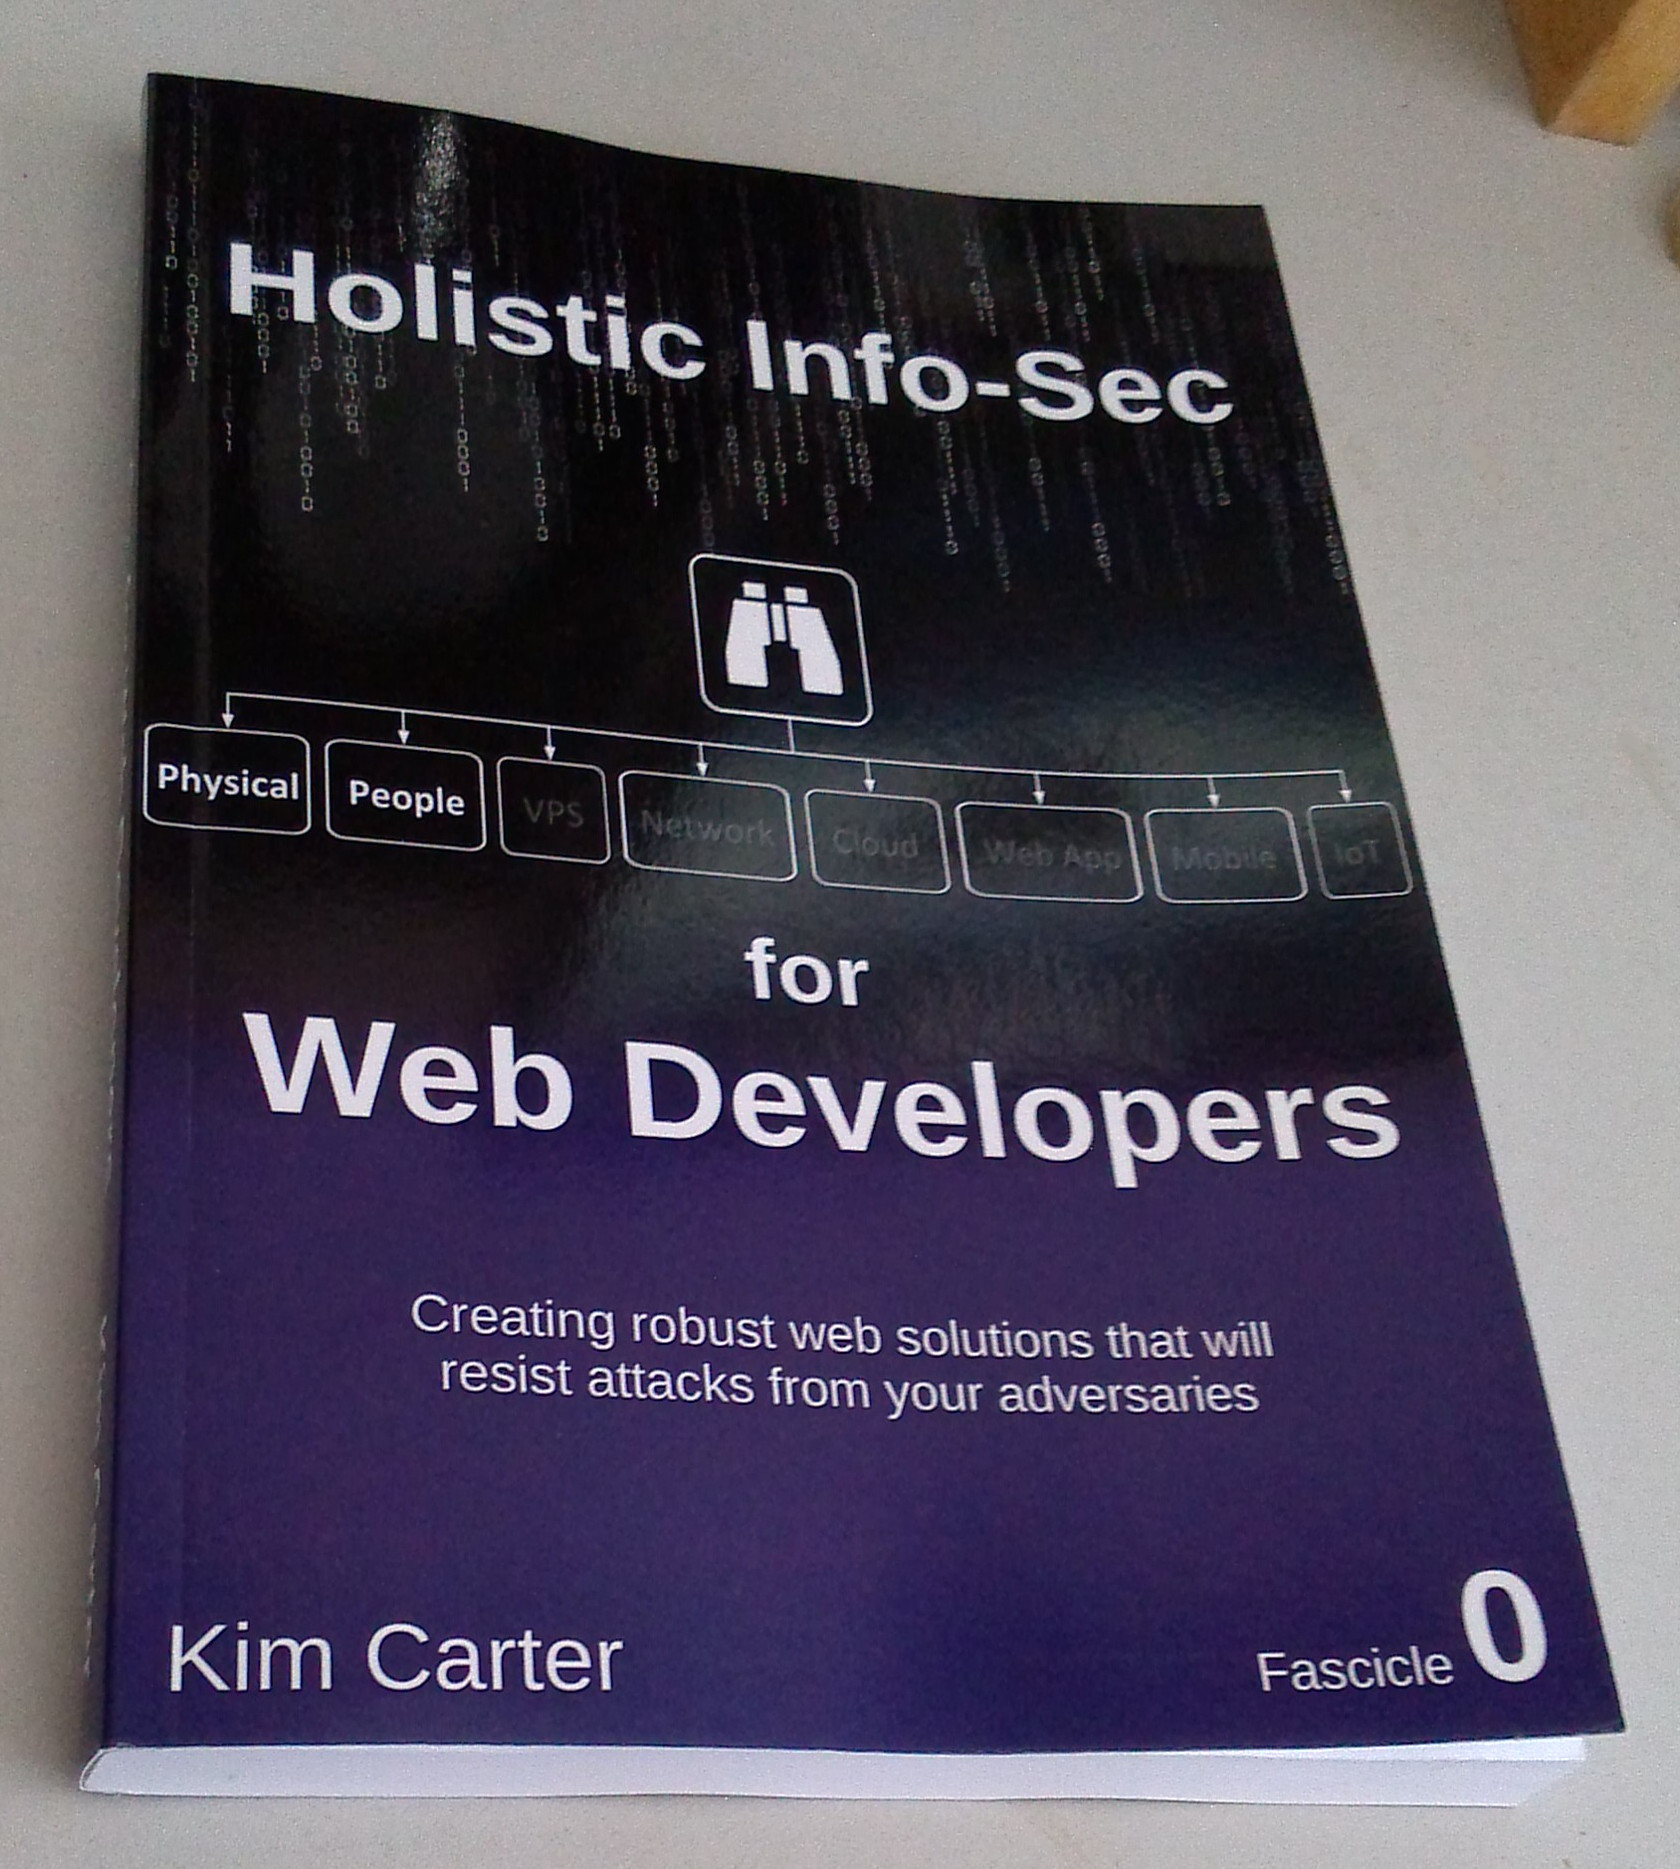 Holistic Info-Sec
Physical People VPS Network Cloud Web App Mobile IoT
for
Web Developers
Creating robust web solutions that will
resist attacks from your adversaries
Kim Carter
Fascicle 0